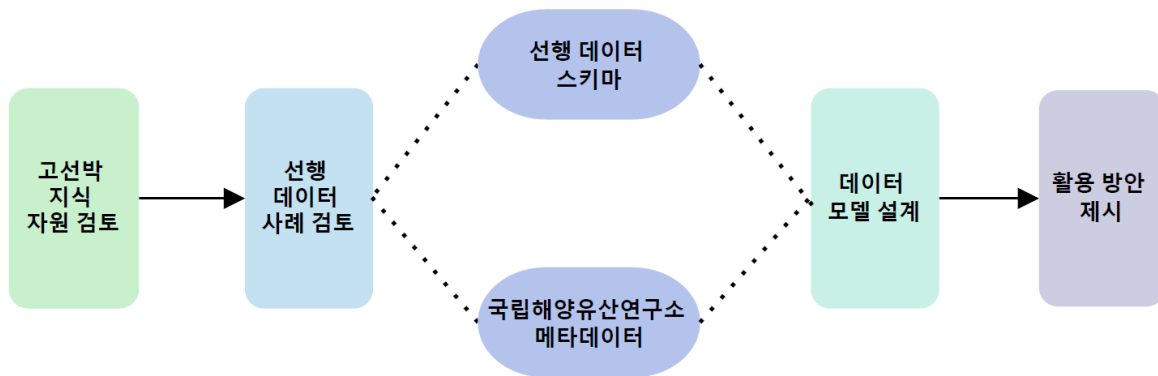 고선박
지식
자원 검토
선행
데이터
사례 검토
선행 데이터
스키마
국립해양유산연구소
메타데이터
데이터
모델 설계
활용 방안
제시